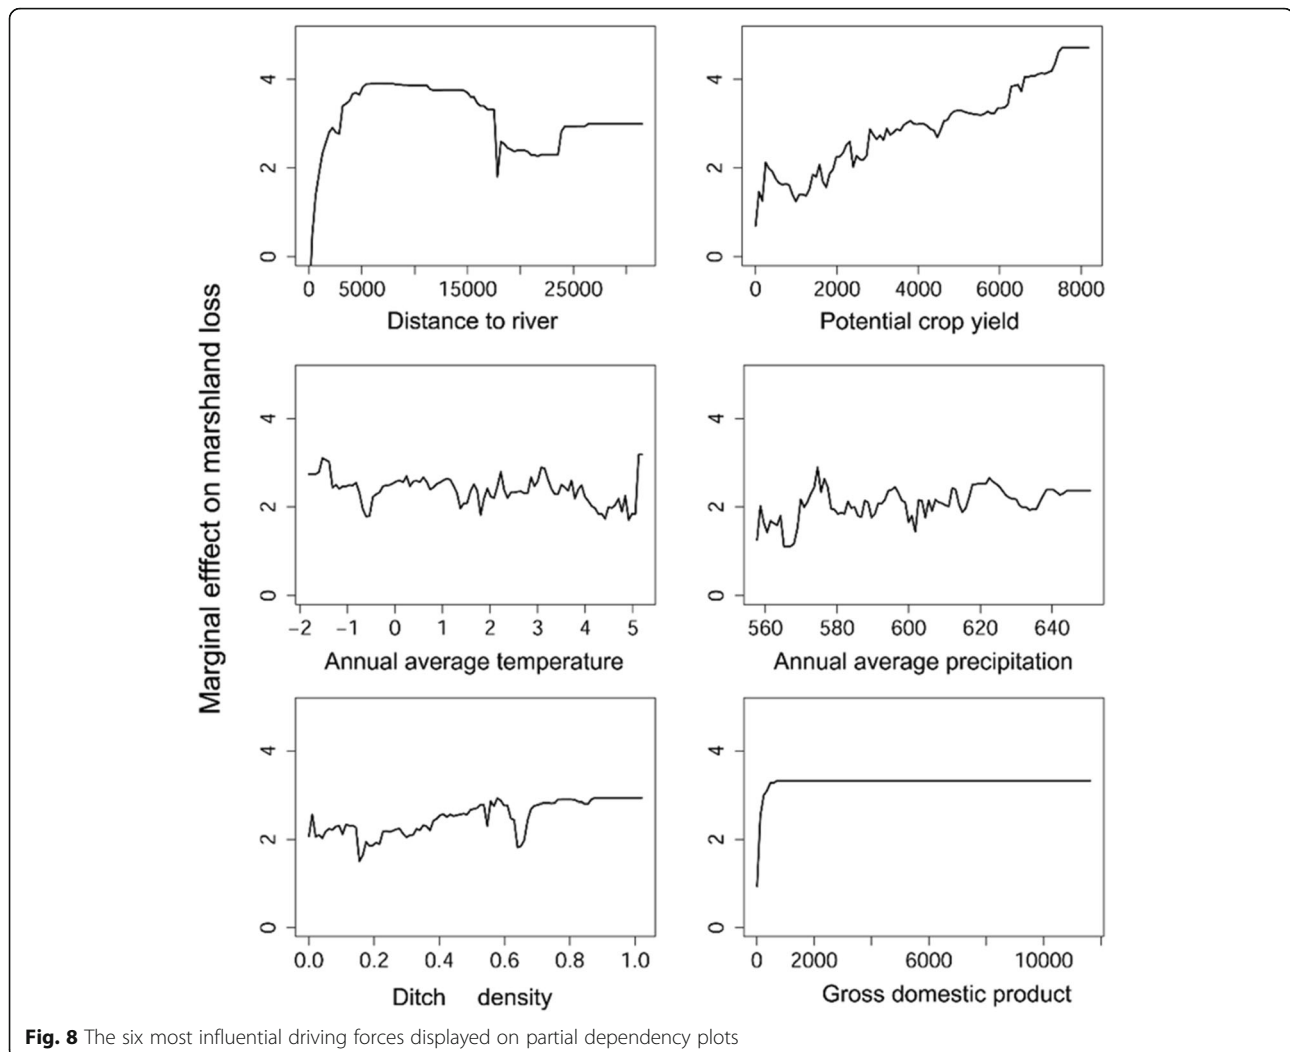 Marginal efffect on marshland loss
4
2
0
0 5000 15000 25000
Distance to river
4
2
0
0 2000 4000 6000 8000
Potential crop yield
4
2
0
−2 −1 0 1 2 3 4 5
Annual average temperature
4
2
0
560 580 600 620 640
Annual average precipitation
4
2
0
0.0 0.2 0.4 0.6 0.8 1.0
Ditch density
4
2
0
0 2000 6000 10000
Gross domestic product
Fig. 8 The six most influential driving forces displayed on partial dependency plots